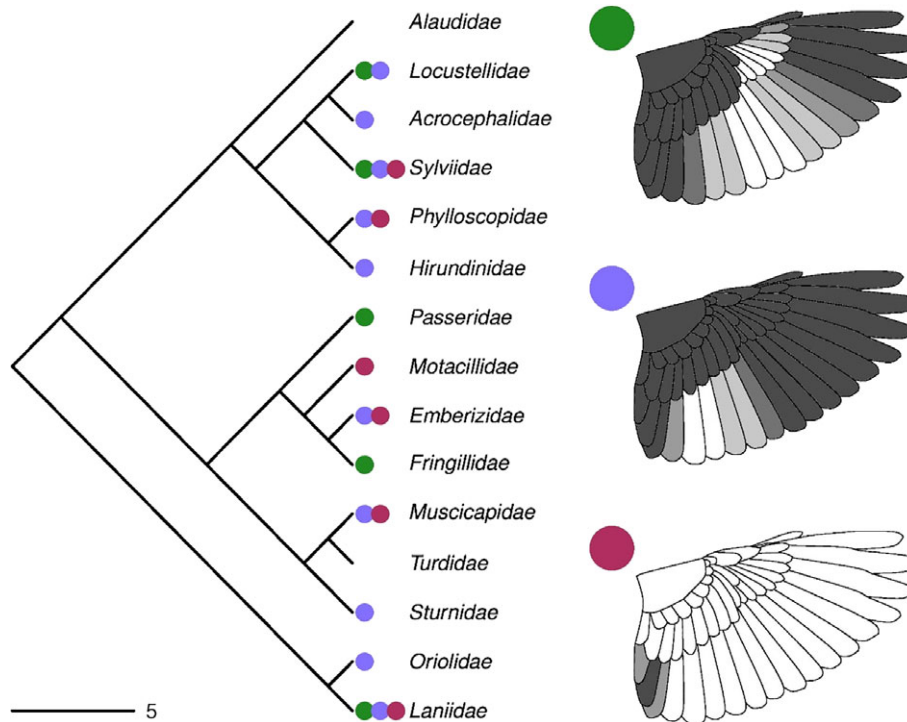 Alaudidae
Locustellidae
Acrocephalidae
Sylviidae
Phylloscopidae
Hirundinidae
Passeridae
Motacillidae
Emberizidae
Fringillidae
Muscicapidae
Turdidae
Sturnidae
Oriolidae
Laniidae
5